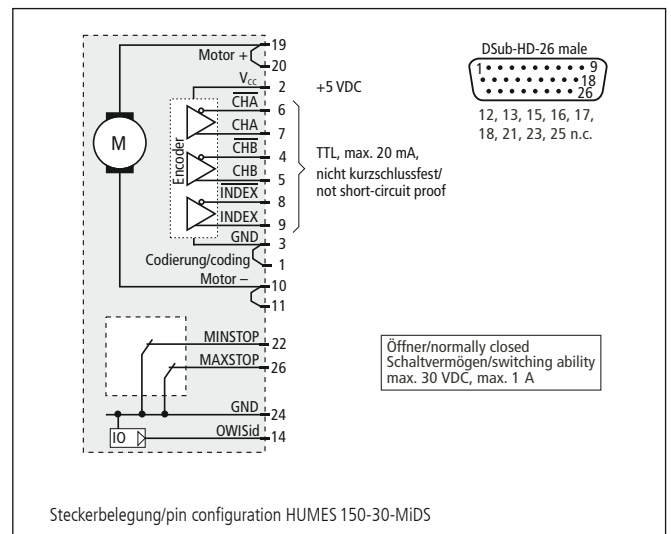 Motor +
19
20
V_CC 2 +5 VDC
C̅H̅A̅ 6
CHA 7
C̅H̅B̅ 4
CHB 5
I̅N̅D̅E̅X̅ 8
INDEX 9
GND 3
Codierung/coding 1
Motor – 10
11
M
Encoder
TTL, max. 20 mA,
nicht kurzschlussfest/
not short-circuit proof
DSub-HD-26 male
1 9
18
26
12, 13, 15, 16, 17,
18, 21, 23, 25 n.c.
MINSTOP 22
MAXSTOP 26
GND 24
IO OWISid 14
Öffner/normally closed
Schaltvermögen/switching ability
max. 30 VDC, max. 1 A
Steckerbelegung/pin configuration HUMES 150-30-MiDS